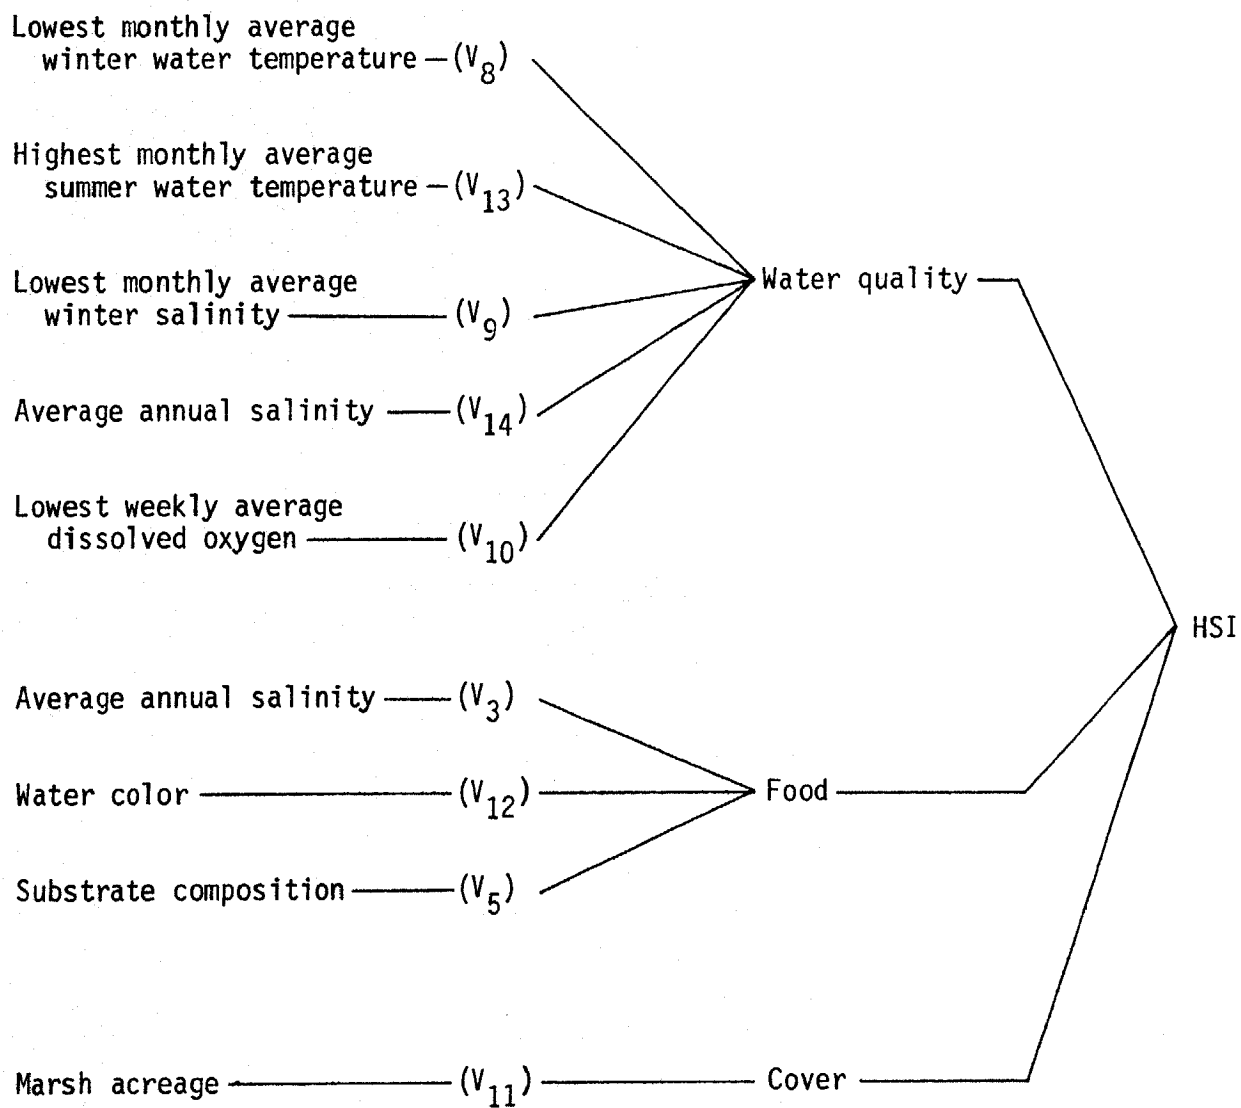 Lowest monthly average
winter water temperature — (V8)
Highest monthly average
summer water temperature — (V13)
Water quality
Lowest monthly average
winter salinity — (V9)
Average annual salinity — (V14)
Lowest weekly average
dissolved oxygen — (V10)
HSI
Average annual salinity — (V3)
Water color — (V12)
Food
Substrate composition — (V5)
Marsh acreage — (V11)
Cover